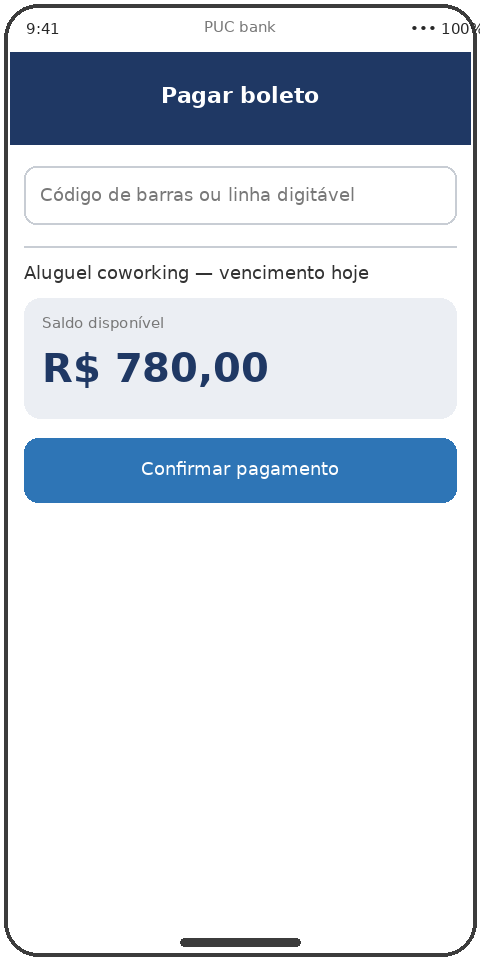 9:41 PUC bank ••• 100%
Pagar boleto
Código de barras ou linha digitável
Aluguel coworking — vencimento hoje
Saldo disponível
R$ 780,00
Confirmar pagamento